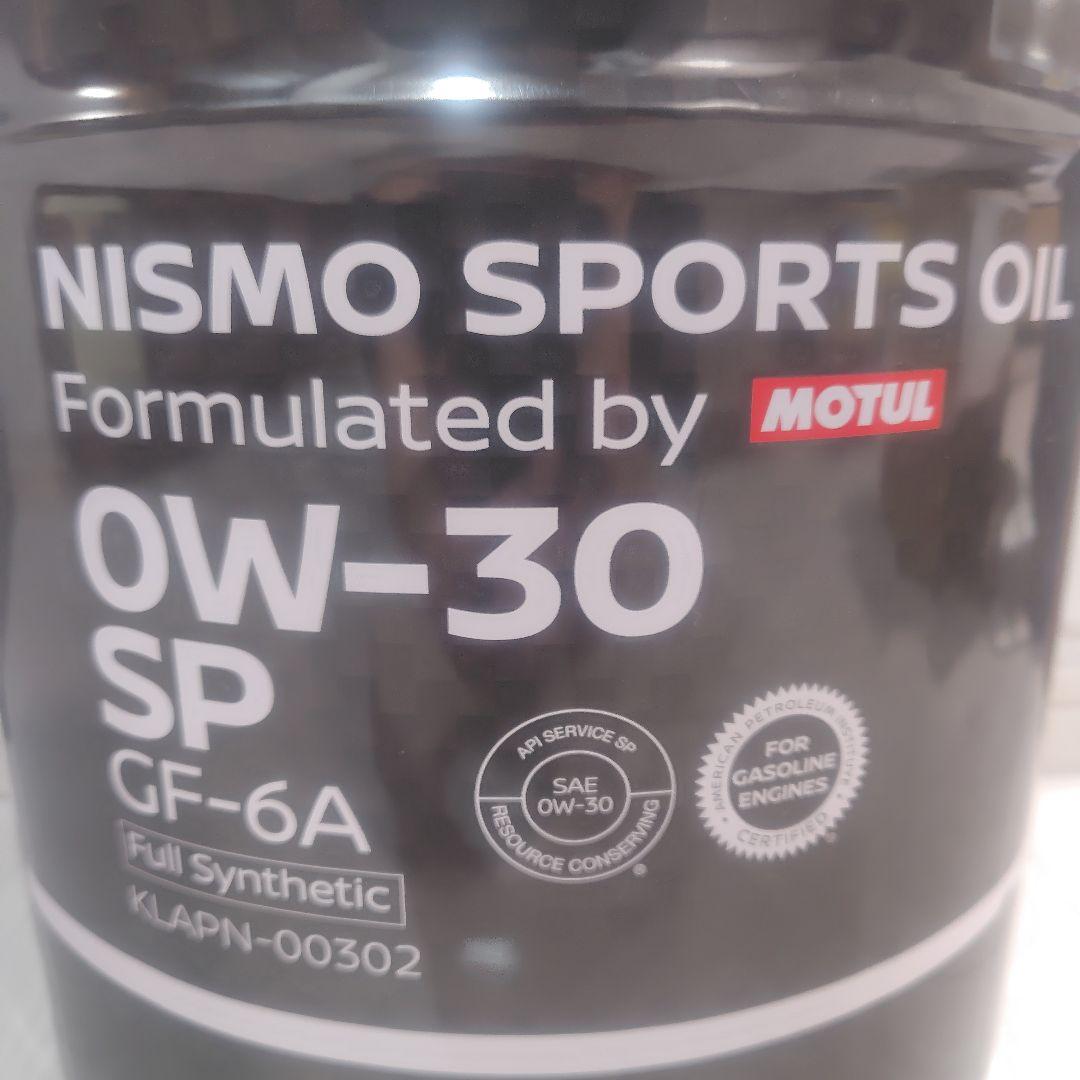 NISMO SPORTS OIL
Formulated by MOTUL
0W-30
SP
GF-6A
Full Synthetic
KLAPN-00302
API SERVICE SP
SAE
0W-30
RESOURCE CONSERVING
®
AMERICAN PETROLEUM INSTITUTE
FOR
GASOLINE
ENGINES
CERTIFIED